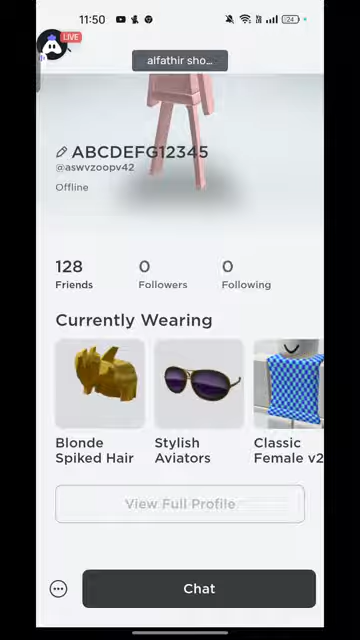 11:50
24
LIVE
alfathir sho...
ABCDEFG12345
@aswvzoopv42
Offline
128
Friends
0
Followers
0
Following
Currently Wearing
Blonde
Spiked Hair
Stylish
Aviators
Classic
Female v2
View Full Profile
Chat